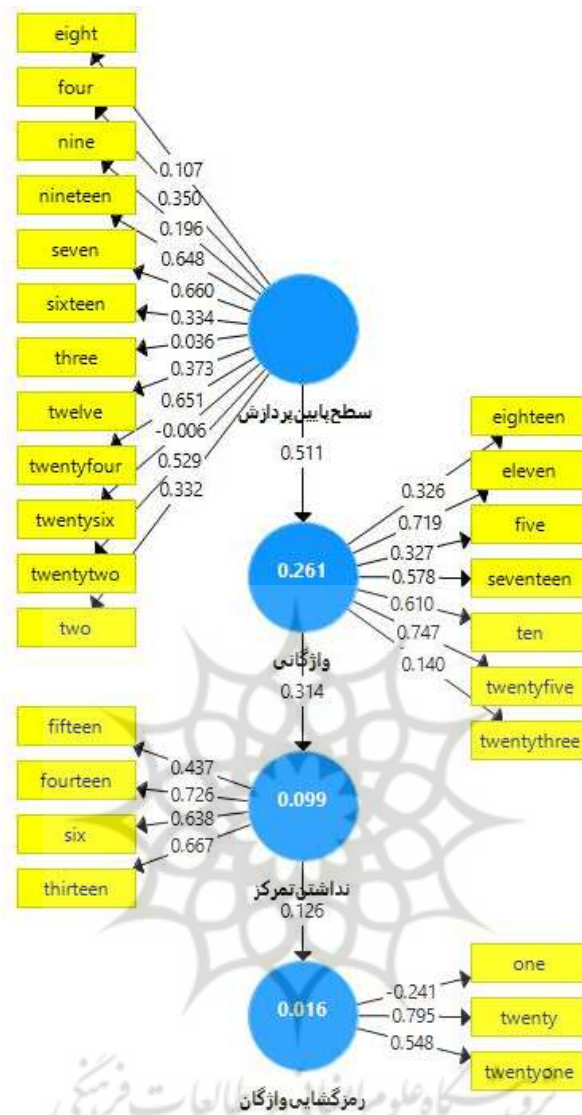 eight
four
nine
nineteen
seven
sixteen
three
twelve
twentyfour
twentysix
twentytwo
two
0.107
0.350
0.196
0.648
0.660
0.334
0.036
0.373
0.651
-0.006
0.529
0.332
سطح پایین پردازش
0.511
eighteen
eleven
five
seventeen
ten
twentyfive
twentythree
0.326
0.719
0.327
0.578
0.610
0.747
0.140
0.261
واژگانی
0.314
fifteen
fourteen
six
thirteen
0.437
0.726
0.638
0.667
0.099
نداشتن تمرکز
0.126
one
twenty
twentyone
-0.241
0.795
0.548
0.016
رمزگشایی واژگان